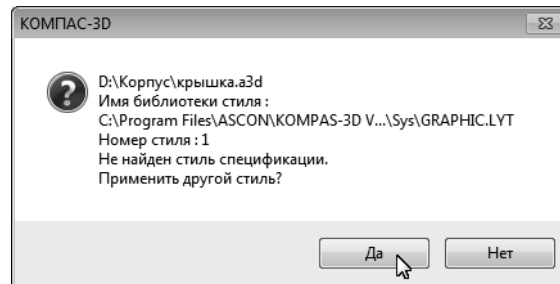 КОМПАС-3D
D:\Корпус\крышка.a3d
Имя библиотеки стиля :
C:\Program Files\ASCON\KOMPAS-3D V...\Sys\GRAPHIC.LYT
Номер стиля : 1
Не найден стиль спецификации.
Применить другой стиль?
Да
Нет